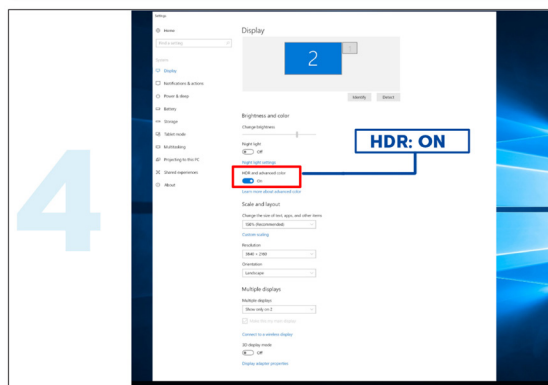 4
Settings
Home
Find a setting
System
Display
Notifications & actions
Power & sleep
Battery
Storage
Tablet mode
Multitasking
Projecting to this PC
Shared experiences
About
Display
2
1
Identify
Detect
Brightness and color
Change brightness
Night light
Off
Night light settings
HDR and advanced color
On
Learn more about advanced color
HDR: ON
Scale and layout
Change the size of text, apps, and other items
150% (Recommended)
Custom scaling
Resolution
3840 × 2160
Orientation
Landscape
Multiple displays
Multiple displays
Show only on 2
Connect to a wireless display
3D display mode
Off
Display adapter properties